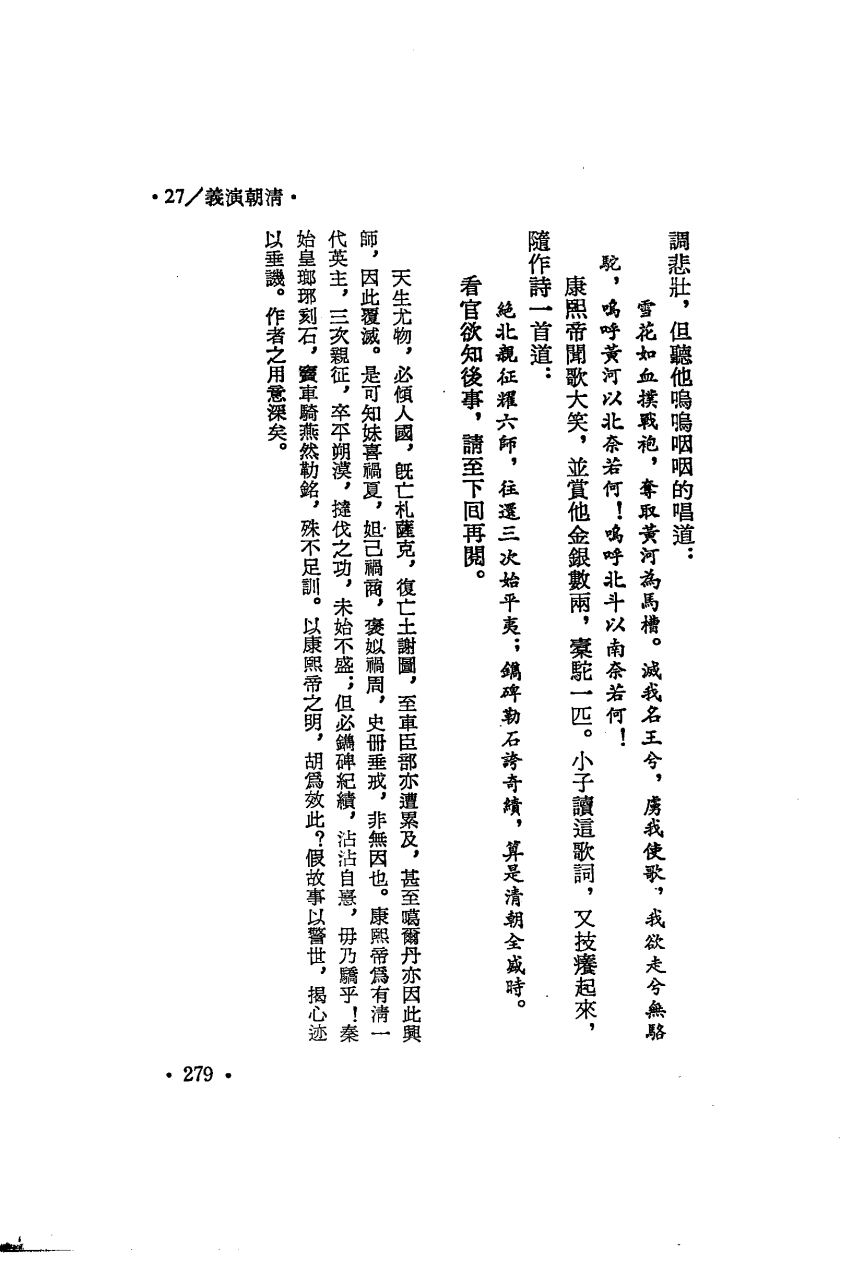 •27/義演朝清•
調悲壯，但聽他嗚嗚咽咽的唱道：
雪花如血撲戰袍，奪取黃河為馬槽。滅我名王兮，虜我使歌，我欲走兮無駱
駝，嗚呼黃河以北奈若何！嗚呼北斗以南奈若何！
康熙帝聞歌大笑，並賞他金銀數兩，橐駝一匹。小子讀這歌詞，又技癢起來，
隨作詩一首道：
絶北親征耀六師，往還三次始平夷；鐫碑勒石誇奇績，算是清朝全盛時。
看官欲知後事，請至下回再閱。
天生尤物，必傾人國，旣亡札薩克，復亡土謝圖，至車臣部亦遭累及，甚至噶爾丹亦因此興
師，因此覆滅。是可知妹喜禍夏，妲己禍商，褒姒禍周，史冊垂戒，非無因也。康熙帝爲有清一
代英主，三次親征，卒平朔漠，撻伐之功，未始不盛；但必鐫碑紀績，沾沾自憙，毋乃驕乎！秦
始皇瑯琊刻石，竇車騎燕然勒銘，殊不足訓。以康熙帝之明，胡爲效此？假故事以警世，揭心迹
以垂譏。作者之用意深矣。
•279•